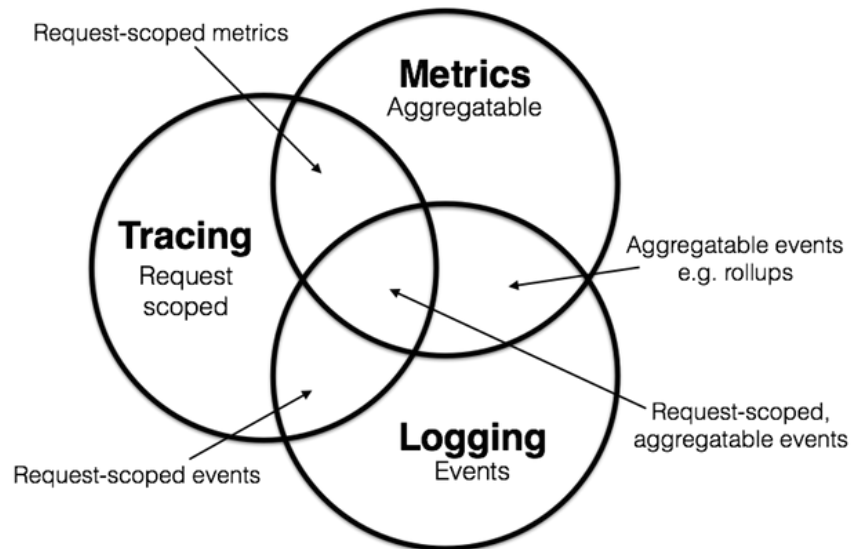 Request-scoped metrics
Metrics
Aggregatable
Tracing
Request
scoped
Aggregatable events
e.g. rollups
Request-scoped,
aggregatable events
Logging
Events
Request-scoped events